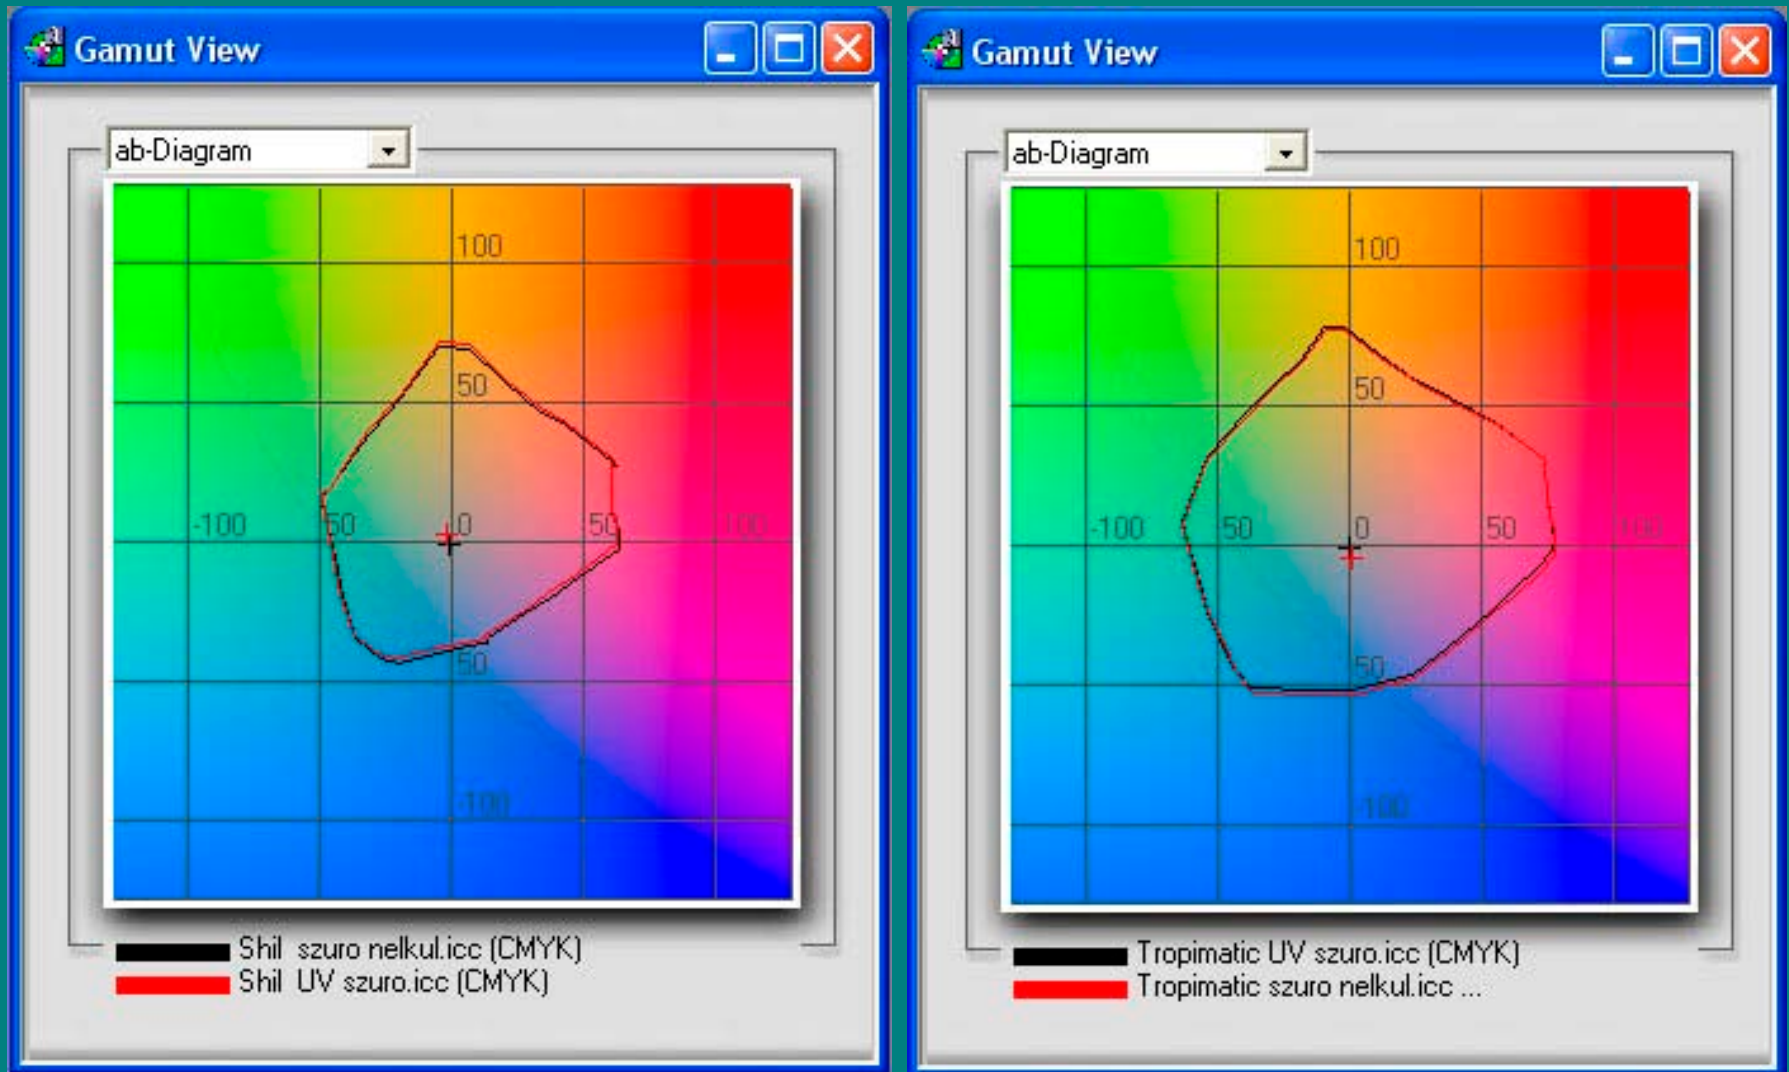 Gamut View
ab-Diagram
100
50
-100
50
0
50
100
50
-100
Shil szuro nelkul.icc (CMYK)
Shil UV szuro.icc (CMYK)
Gamut View
ab-Diagram
100
50
-100
50
0
50
100
50
-100
Tropimatic UV szuro.icc (CMYK)
Tropimatic szuro nelkul.icc ...